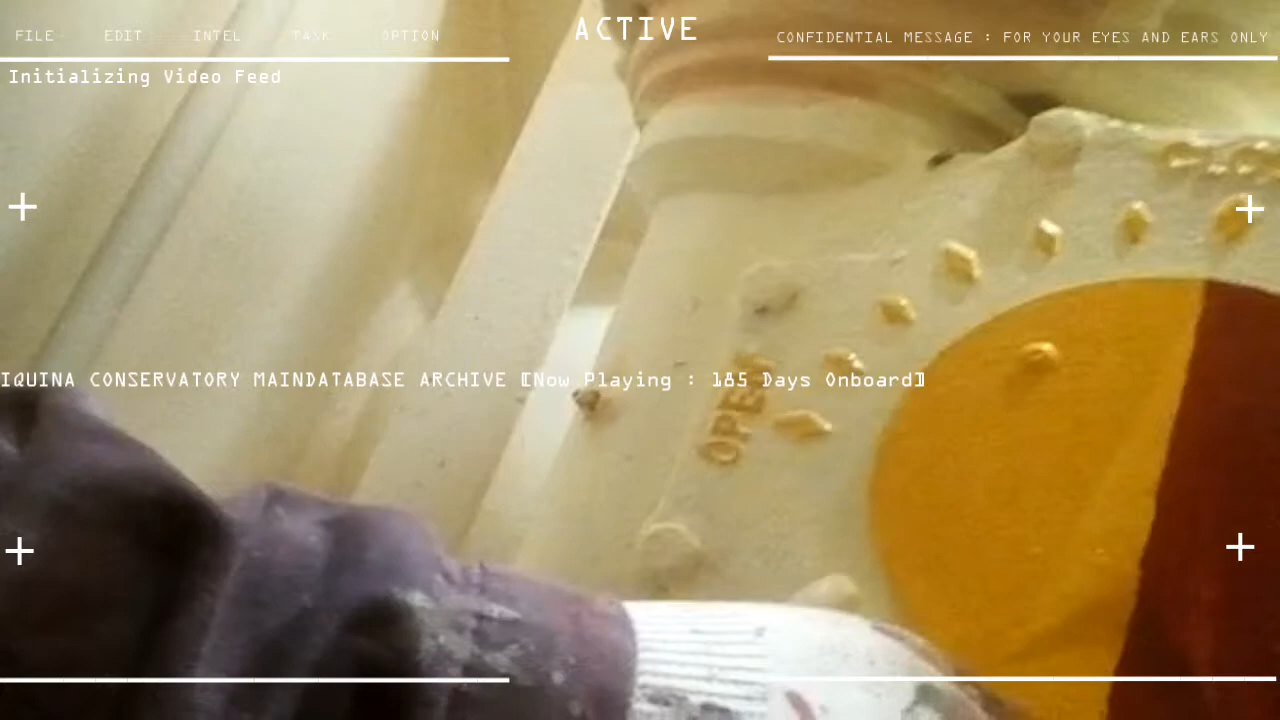 ACTIVE
FILE EDIT INTEL TASK OPTION
CONFIDENTIAL MESSAGE : FOR YOUR EYES AND EARS ONLY
Initializing Video Feed
IQUINA CONSERVATORY MAINDATABASE ARCHIVE [Now Playing : 185 Days Onboard]
OPEN